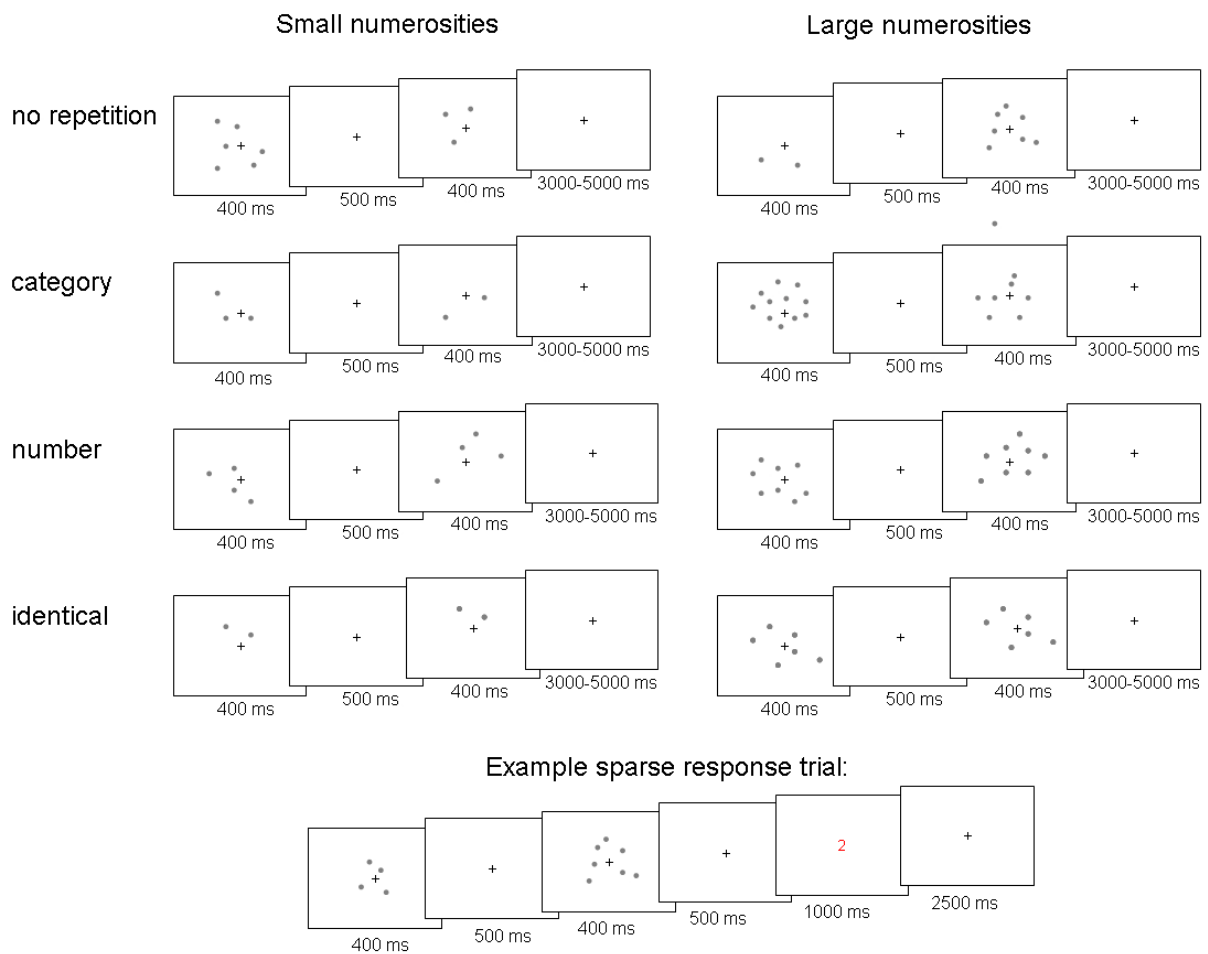 Small numerosities
Large numerosities
no repetition
400 ms
500 ms
400 ms
3000-5000 ms
400 ms
500 ms
400 ms
3000-5000 ms
category
400 ms
500 ms
400 ms
3000-5000 ms
400 ms
500 ms
400 ms
3000-5000 ms
number
400 ms
500 ms
400 ms
3000-5000 ms
400 ms
500 ms
400 ms
3000-5000 ms
identical
400 ms
500 ms
400 ms
3000-5000 ms
400 ms
500 ms
400 ms
3000-5000 ms
Example sparse response trial:
2
400 ms
500 ms
400 ms
500 ms
1000 ms
2500 ms